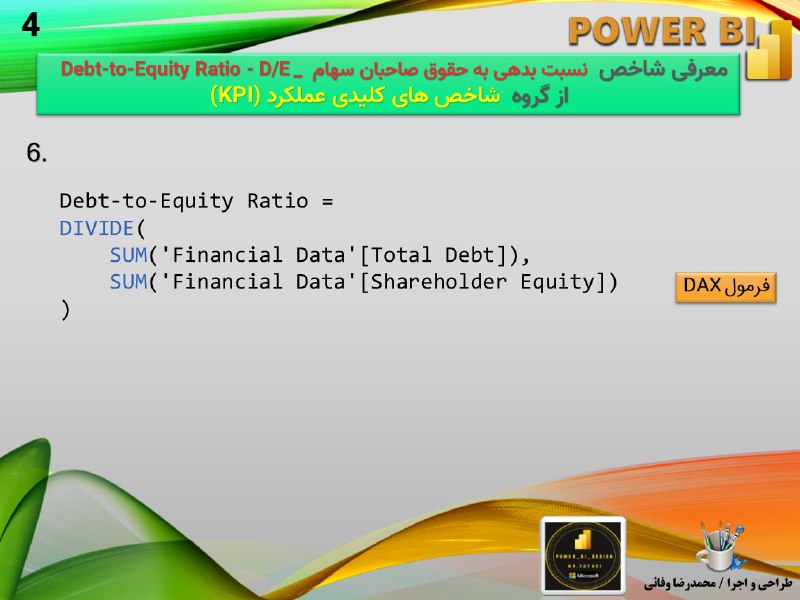 4
POWER BI
معرفی شاخص نسبت بدهی به حقوق صاحبان سهام _ Debt-to-Equity Ratio - D/E
از گروه شاخص های کلیدی عملکرد (KPI)
6.
Debt-to-Equity Ratio =
DIVIDE(
    SUM('Financial Data'[Total Debt]),
    SUM('Financial Data'[Shareholder Equity])
)
فرمول DAX
POWER_BI_DESIGN
MR.VAFAEI
Microsoft
طراحی و اجرا / محمدرضا وفائی